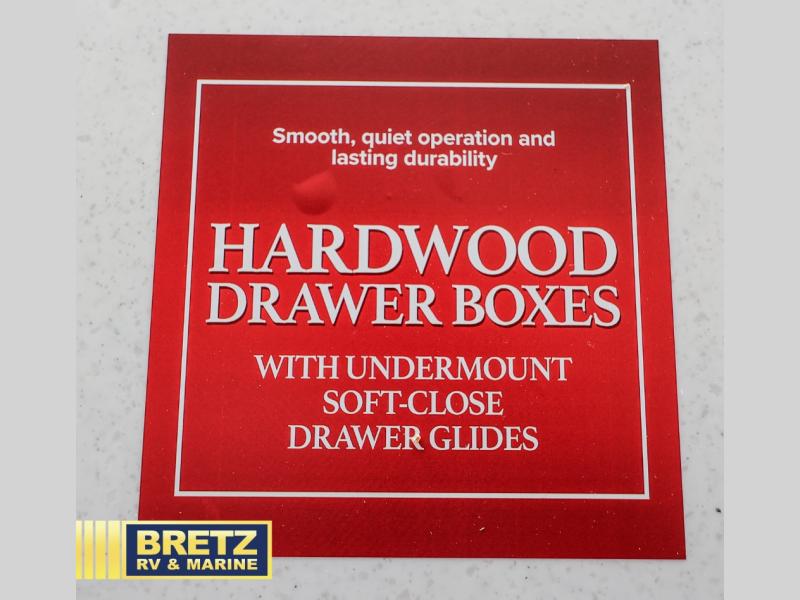 Smooth, quiet operation and
lasting durability
HARDWOOD
DRAWER BOXES
WITH UNDERMOUNT
SOFT-CLOSE
DRAWER GLIDES
BRETZ
RV & MARINE